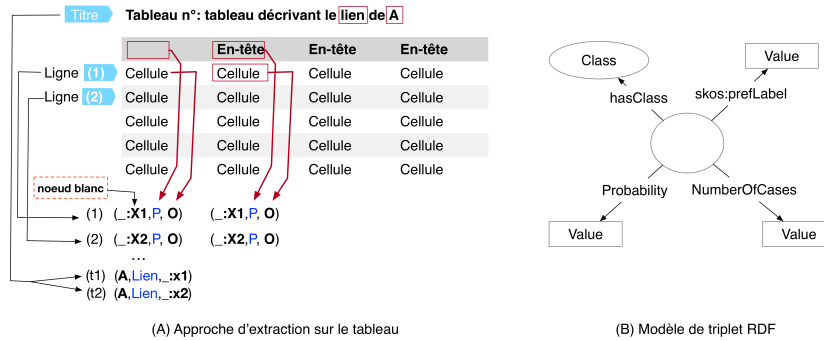 Titre Tableau n°: tableau décrivant le lien de A
En-tête En-tête En-tête
Ligne (1) Cellule Cellule Cellule Cellule
Ligne (2) Cellule Cellule Cellule Cellule
Cellule Cellule Cellule Cellule
Cellule Cellule Cellule Cellule
Cellule Cellule Cellule Cellule
noeud blanc
(1) (_:X1,P, O) (_:X1,P, O)
(2) (_:X2,P, O) (_:X2,P, O)
...
(t1) (A,Lien,_:x1)
(t2) (A,Lien,_:x2)
(A) Approche d'extraction sur le tableau
Class
Value
hasClass
skos:prefLabel
Probability
NumberOfCases
Value
Value
(B) Modèle de triplet RDF